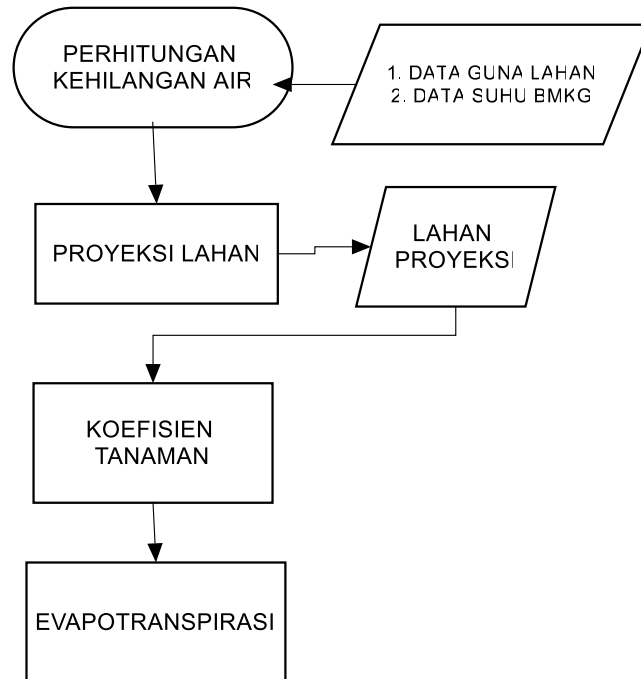 PERHITUNGAN
KEHILANGAN AIR
1. DATA GUNA LAHAN
2. DATA SUHU BMKG
PROYEKSI LAHAN
LAHAN
PROYEKSI
KOEFISIEN
TANAMAN
EVAPOTRANSPIRASI